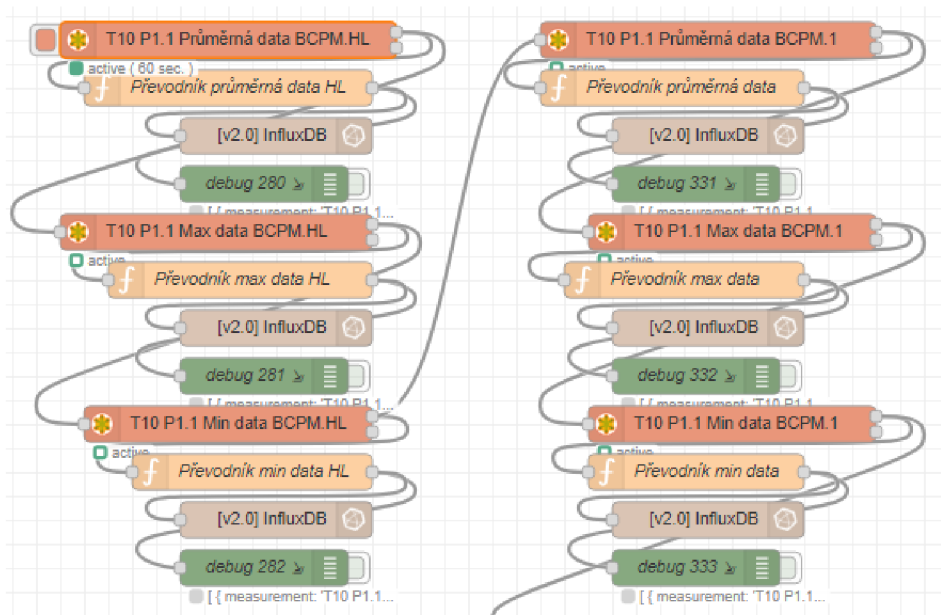 T10 P1.1 Průměrná data BCPM.HL
active ( 60 sec. )
Převodník průměrná data HL
[v2.0] InfluxDB
debug 280
[ { measurement: 'T10 P1.1...
T10 P1.1 Max data BCPM.HL
active
Převodník max data HL
[v2.0] InfluxDB
debug 281
[ { measurement: 'T10 P1.1...
T10 P1.1 Min data BCPM.HL
active
Převodník min data HL
[v2.0] InfluxDB
debug 282
[ { measurement: 'T10 P1.1...
T10 P1.1 Průměrná data BCPM.1
active
Převodník průměrná data
[v2.0] InfluxDB
debug 331
[ { measurement: 'T10 P1.1...
T10 P1.1 Max data BCPM.1
active
Převodník max data
[v2.0] InfluxDB
debug 332
[ { measurement: 'T10 P1.1...
T10 P1.1 Min data BCPM.1
active
Převodník min data
[v2.0] InfluxDB
debug 333
[ { measurement: 'T10 P1.1...